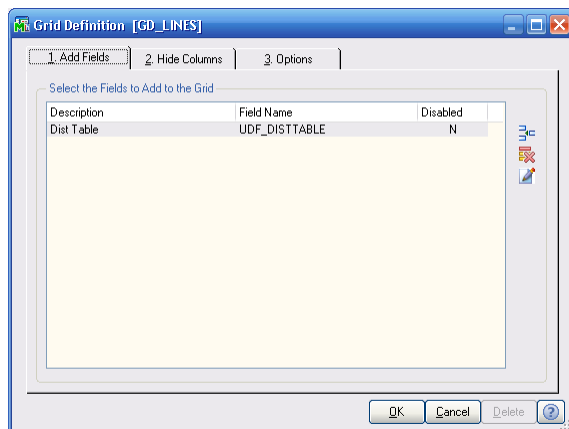 Grid Definition [GD_LINES]
1. Add Fields 2. Hide Columns 3. Options
Select the Fields to Add to the Grid
Description Field Name Disabled
Dist Table UDF_DISTTABLE N
OK Cancel Delete ?